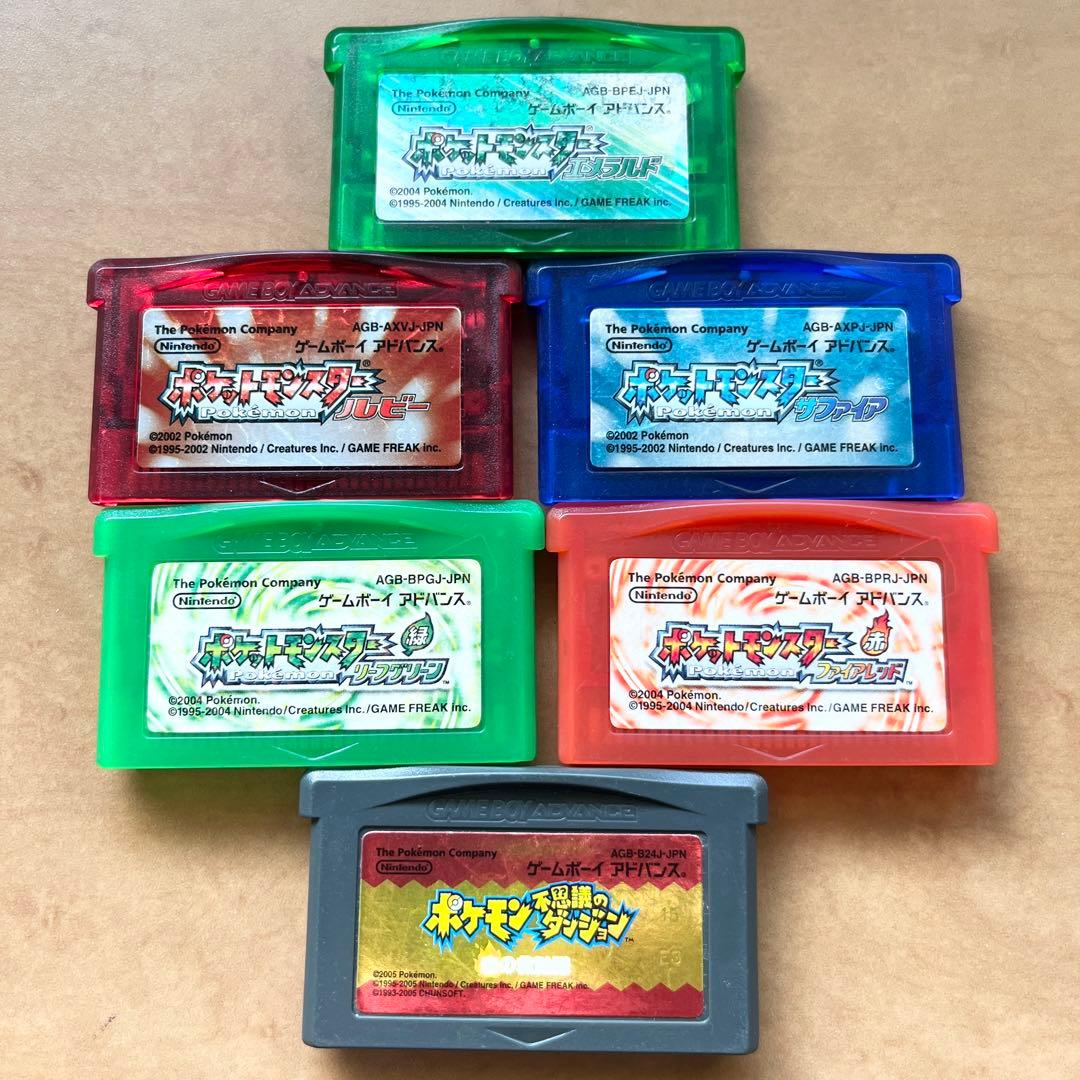 GAME BOY ADVANCE
The Pokémon Company
AGB-BPEJ-JPN
Nintendo®
ゲームボーイ アドバンス®
ポケットモンスター®
Pokémon
エメラルド
©2004 Pokémon.
©1995-2004 Nintendo / Creatures Inc. / GAME FREAK inc.
GAME BOY ADVANCE
The Pokémon Company
AGB-AXVJ-JPN
Nintendo®
ゲームボーイ アドバンス®
ポケットモンスター®
Pokémon
ルビー
©2002 Pokémon
©1995-2002 Nintendo / Creatures Inc. / GAME FREAK inc.
GAME BOY ADVANCE
The Pokémon Company
AGB-AXPJ-JPN
Nintendo®
ゲームボーイ アドバンス®
ポケットモンスター®
Pokémon
サファイア
©2002 Pokémon
©1995-2002 Nintendo / Creatures Inc. / GAME FREAK inc.
GAME BOY ADVANCE
The Pokémon Company
AGB-BPGJ-JPN
Nintendo®
ゲームボーイ アドバンス®
ポケットモンスター
緑
Pokémon
リーフグリーン™
©2004 Pokémon.
©1995-2004 Nintendo/Creatures Inc. /GAME FREAK inc.
GAME BOY ADVANCE
The Pokémon Company
AGB-BPRJ-JPN
Nintendo®
ゲームボーイ アドバンス®
ポケットモンスター
赤
Pokémon
ファイアレッド™
©2004 Pokémon.
©1995-2004 Nintendo/Creatures Inc. /GAME FREAK inc.
GAME BOY ADVANCE
The Pokémon Company
AGB-B24J-JPN
Nintendo®
ゲームボーイ アドバンス®
ポケモン
不思議の
ダンジョン™
15
©2005 Pokémon.
©1995-2005 Nintendo / Creatures Inc. / GAME FREAK inc.
©1993-2005 CHUNSOFT.